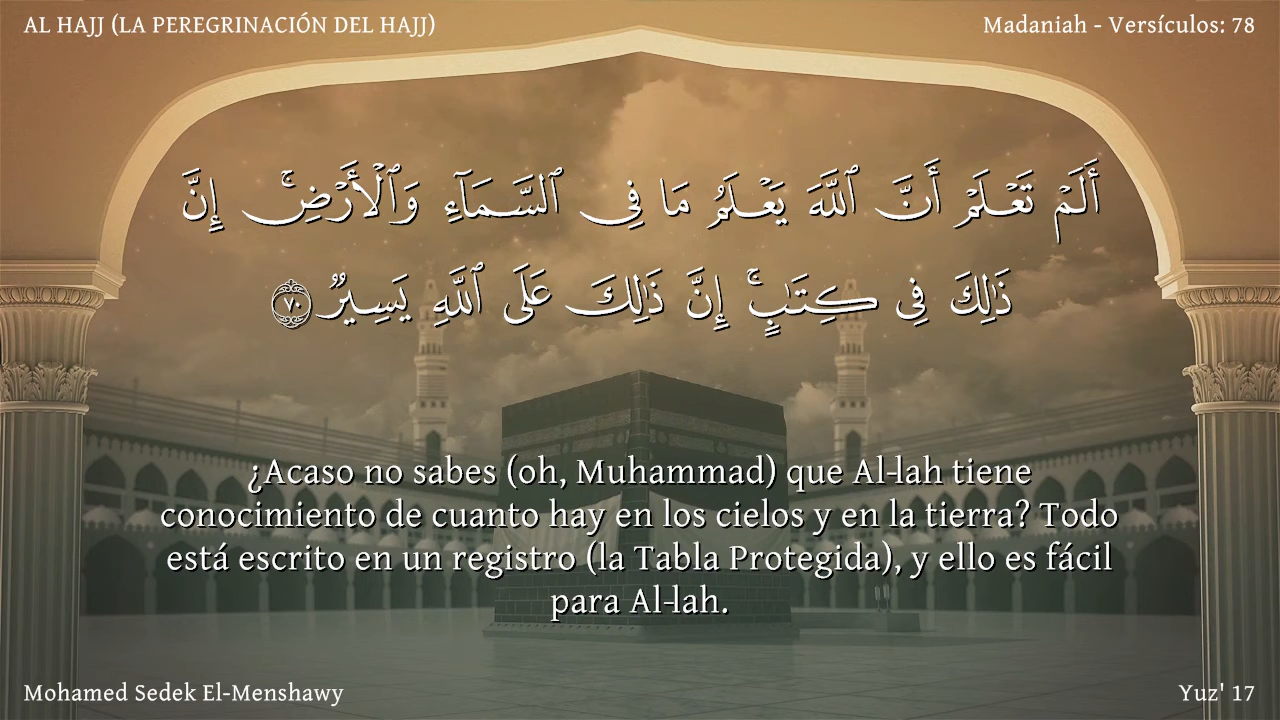 AL HAJJ (LA PEREGRINACIÓN DEL HAJJ)
Madaniah - Versículos: 78
أَلَمْ تَعْلَمْ أَنَّ ٱللَّهَ يَعْلَمُ مَا فِى ٱلسَّمَآءِ وَٱلْأَرْضِ ۚ إِنَّ
ذَٰلِكَ فِى كِتَٰبٍ ۚ إِنَّ ذَٰلِكَ عَلَى ٱللَّهِ يَسِيرٌ ٧٠
¿Acaso no sabes (oh, Muhammad) que Al-lah tiene
conocimiento de cuanto hay en los cielos y en la tierra? Todo
está escrito en un registro (la Tabla Protegida), y ello es fácil
para Al-lah.
Mohamed Sedek El-Menshawy
Yuz' 17